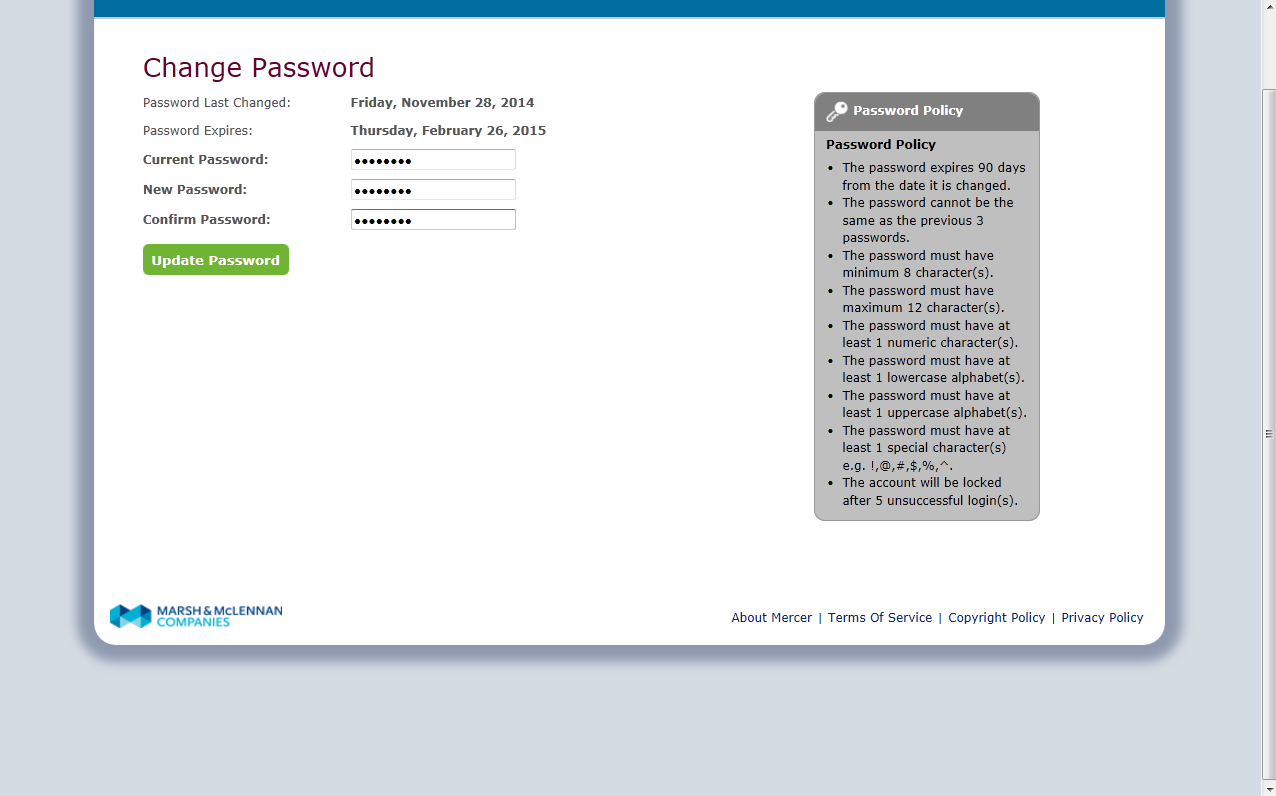 Change Password
Password Last Changed: Friday, November 28, 2014
Password Expires: Thursday, February 26, 2015
Current Password: ••••••••
New Password: ••••••••
Confirm Password: ••••••••
Update Password
Password Policy
Password Policy
• The password expires 90 days
from the date it is changed.
• The password cannot be the
same as the previous 3
passwords.
• The password must have
minimum 8 character(s).
• The password must have
maximum 12 character(s).
• The password must have at
least 1 numeric character(s).
• The password must have at
least 1 lowercase alphabet(s).
• The password must have at
least 1 uppercase alphabet(s).
• The password must have at
least 1 special character(s)
e.g. !,@,#,$,%,^.
• The account will be locked
after 5 unsuccessful login(s).
MARSH & McLENNAN
COMPANIES
About Mercer | Terms Of Service | Copyright Policy | Privacy Policy